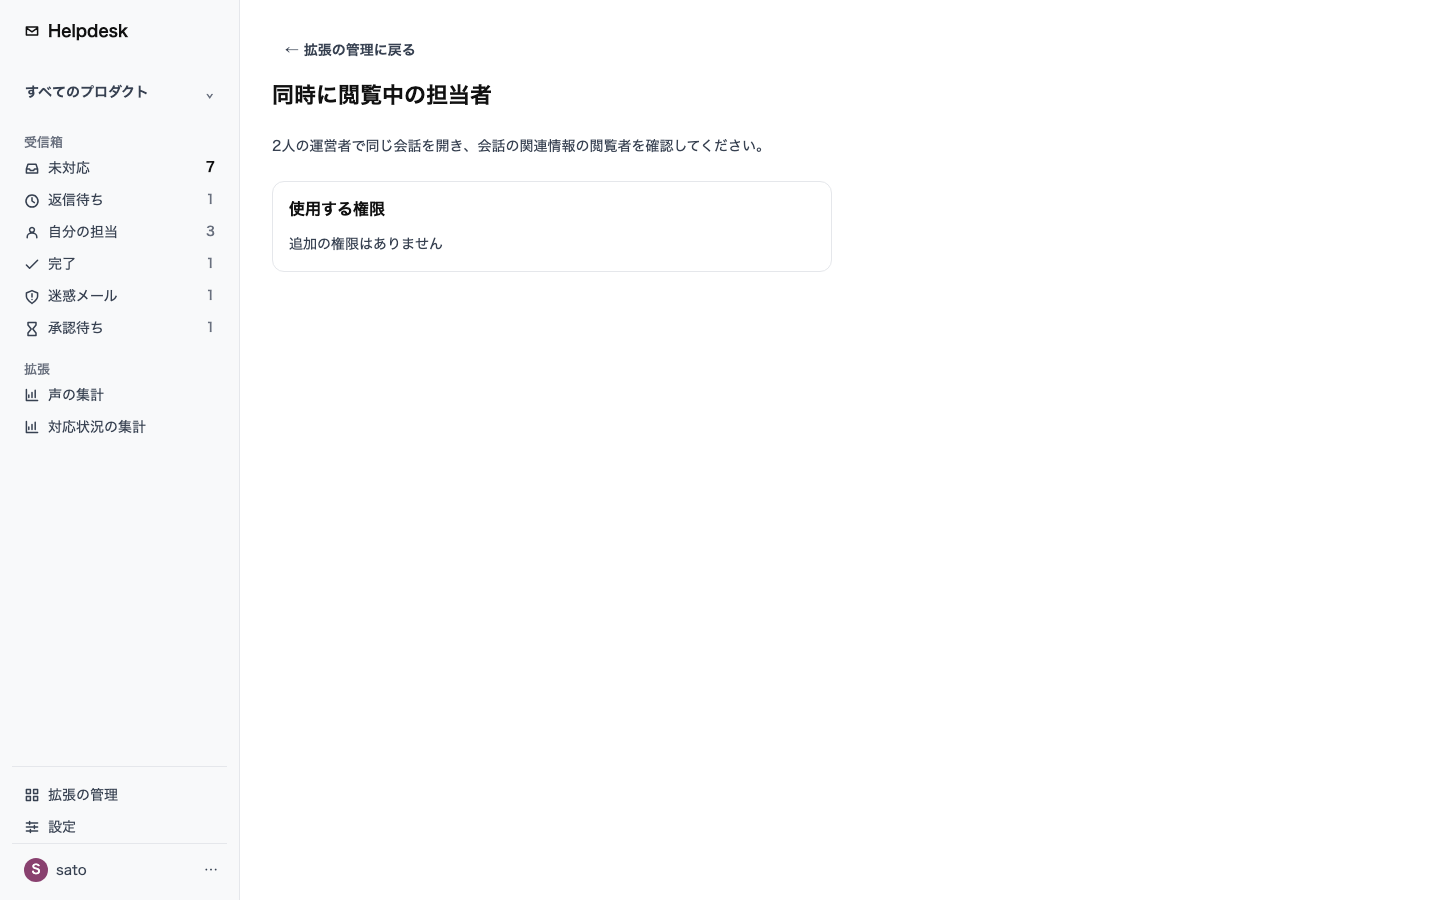 Helpdesk
すべてのプロダクト
受信箱
未対応 7
返信待ち 1
自分の担当 3
完了 1
迷惑メール 1
承認待ち 1
拡張
声の集計
対応状況の集計
拡張の管理
設定
S sato ...
← 拡張の管理に戻る
同時に閲覧中の担当者
2人の運営者で同じ会話を開き、会話の関連情報の閲覧者を確認してください。
使用する権限
追加の権限はありません